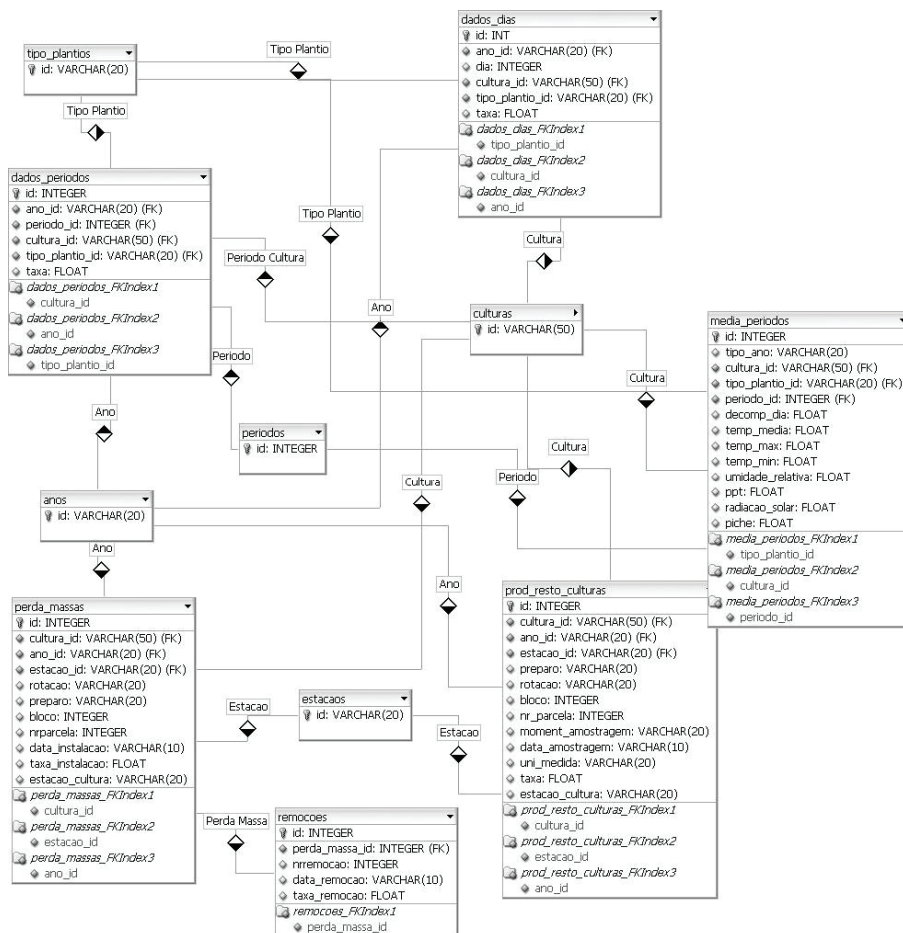 tipo_plantios
id: VARCHAR(20)
Tipo Plantio
Tipo Plantio
Tipo Plantio
dados_dias
id: INT
ano_id: VARCHAR(20) (FK)
dia: INTEGER
cultura_id: VARCHAR(50) (FK)
tipo_plantio_id: VARCHAR(20) (FK)
taxa: FLOAT
dados_dias_FKIndex1
tipo_plantio_id
dados_dias_FKIndex2
cultura_id
dados_dias_FKIndex3
ano_id
dados_periodos
id: INTEGER
ano_id: VARCHAR(20) (FK)
periodo_id: INTEGER (FK)
cultura_id: VARCHAR(50) (FK)
tipo_plantio_id: VARCHAR(20) (FK)
taxa: FLOAT
dados_periodos_FKIndex1
cultura_id
dados_periodos_FKIndex2
ano_id
dados_periodos_FKIndex3
tipo_plantio_id
Periodo Cultura
Cultura
Ano
culturas
id: VARCHAR(50)
Periodo
Cultura
media_periodos
id: INTEGER
tipo_ano: VARCHAR(20)
cultura_id: VARCHAR(50) (FK)
tipo_plantio_id: VARCHAR(20) (FK)
periodo_id: INTEGER (FK)
decomp_dia: FLOAT
temp_media: FLOAT
temp_max: FLOAT
temp_min: FLOAT
umidade_relativa: FLOAT
ppt: FLOAT
radiacao_solar: FLOAT
piche: FLOAT
media_periodos_FKIndex1
tipo_plantio_id
media_periodos_FKIndex2
cultura_id
media_periodos_FKIndex3
periodo_id
Ano
periodos
id: INTEGER
Cultura
Cultura
Periodo
anos
id: VARCHAR(20)
Ano
Ano
perda_massas
id: INTEGER
cultura_id: VARCHAR(50) (FK)
ano_id: VARCHAR(20) (FK)
estacao_id: VARCHAR(20) (FK)
rotacao: VARCHAR(20)
preparo: VARCHAR(20)
bloco: INTEGER
nrparcela: INTEGER
data_instalacao: VARCHAR(10)
taxa_instalacao: FLOAT
estacao_cultura: VARCHAR(20)
perda_massas_FKIndex1
cultura_id
perda_massas_FKIndex2
estacao_id
perda_massas_FKIndex3
ano_id
Estacao
estacaos
id: VARCHAR(20)
Estacao
prod_resto_culturas
id: INTEGER
cultura_id: VARCHAR(50) (FK)
ano_id: VARCHAR(20) (FK)
estacao_id: VARCHAR(20) (FK)
preparo: VARCHAR(20)
rotacao: VARCHAR(20)
bloco: INTEGER
nr_parcela: INTEGER
moment_amostragem: VARCHAR(20)
data_amostragem: VARCHAR(10)
uni_medida: VARCHAR(20)
taxa: FLOAT
estacao_cultura: VARCHAR(20)
prod_resto_culturas_FKIndex1
cultura_id
prod_resto_culturas_FKIndex2
estacao_id
prod_resto_culturas_FKIndex3
ano_id
Perda Massa
remocoes
id: INTEGER
perda_massa_id: INTEGER (FK)
nrremocao: INTEGER
data_remocao: VARCHAR(10)
taxa_remocao: FLOAT
remocoes_FKIndex1
perda_massa_id